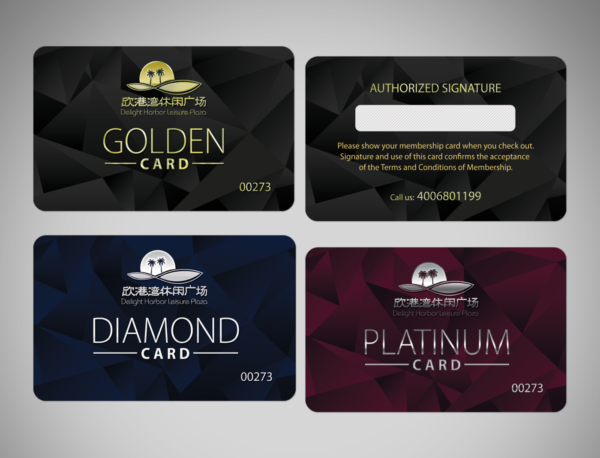 欣港湾休闲广场
Delight Harbor Leisure Plaza
GOLDEN
CARD
00273
AUTHORIZED SIGNATURE
Please show your membership card when you check out.
Signature and use of this card confirms the acceptance
of the Terms and Conditions of Membership.
Call us: 4006801199
欣港湾休闲广场
Delight Harbor Leisure Plaza
DIAMOND
CARD
00273
欣港湾休闲广场
Delight Harbor Leisure Plaza
PLATINUM
CARD
00273